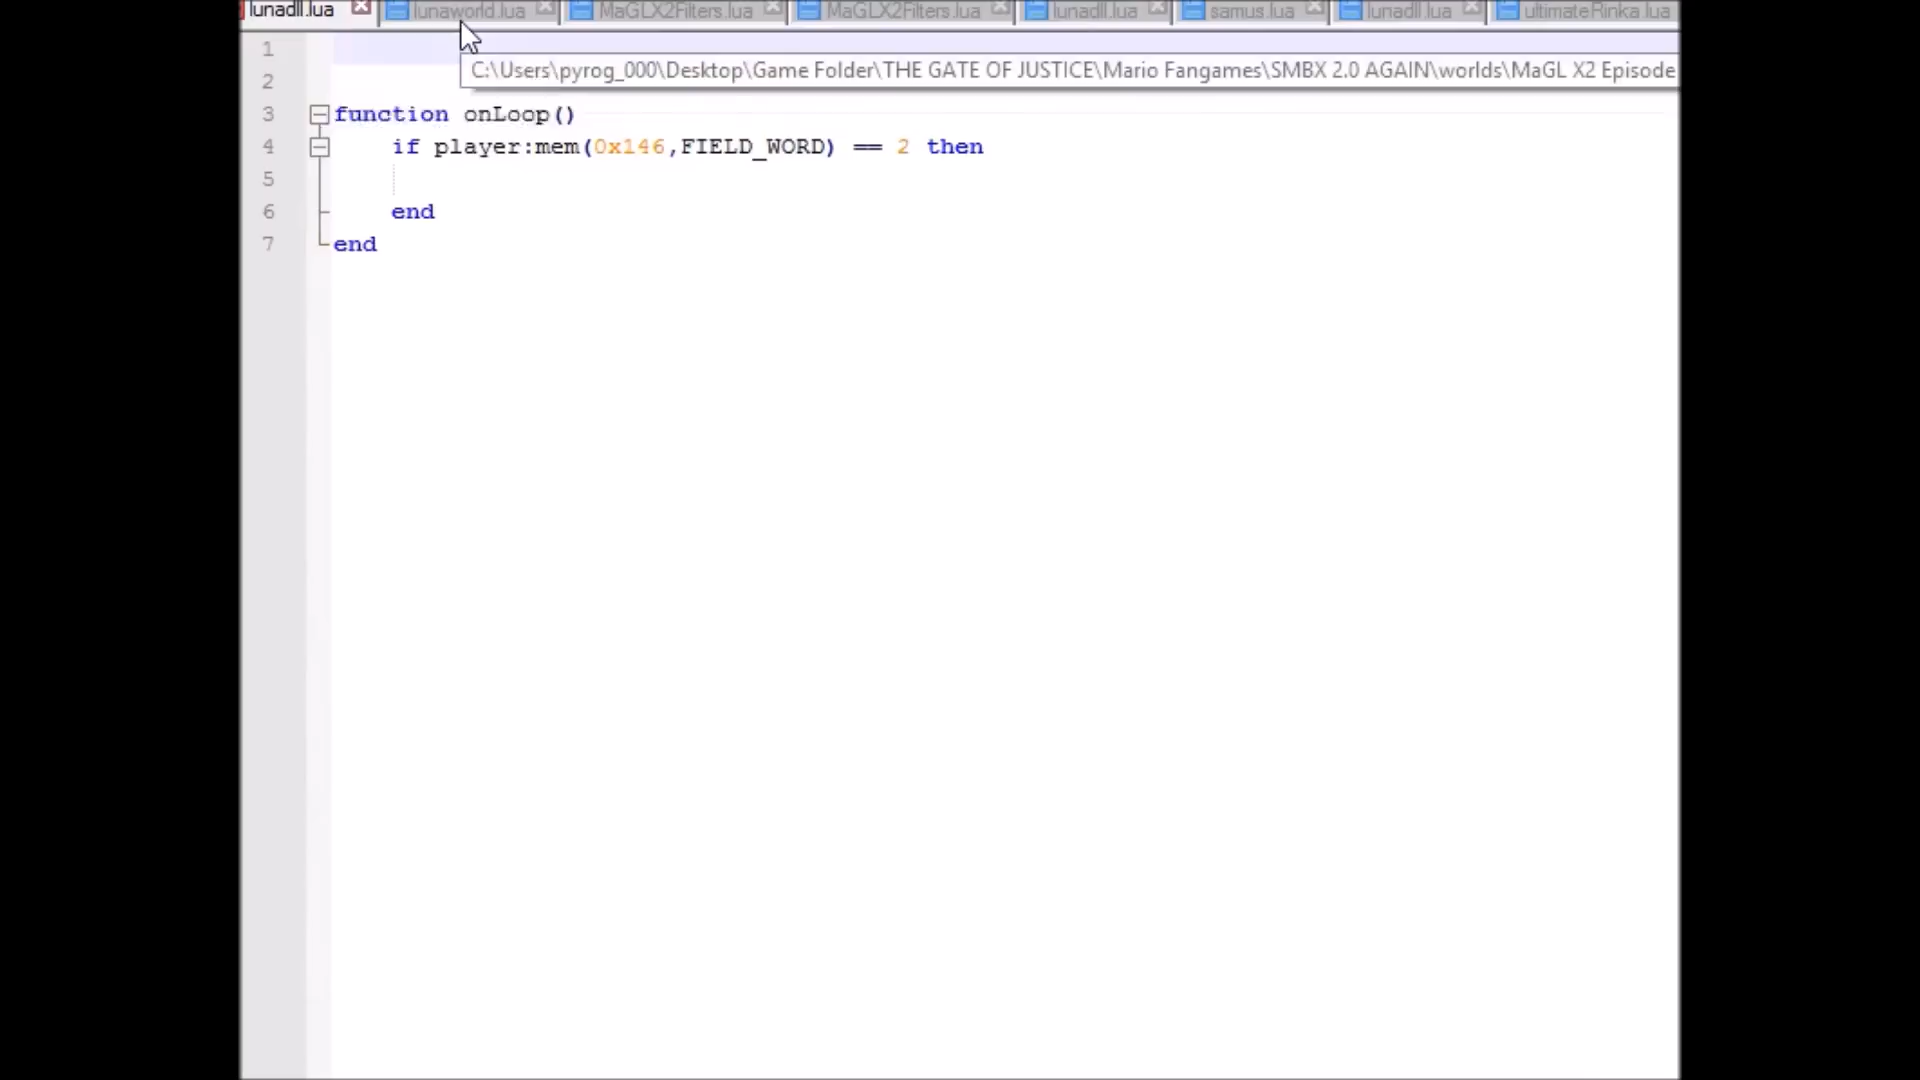 lunadll.lua lunaworld.lua MaGLX2Filters.lua MaGLX2Filters.lua lunadll.lua samus.lua lunadll.lua ultimateRinka.lua
C:\Users\pyrog_000\Desktop\Game Folder\THE GATE OF JUSTICE\Mario Fangames\SMBX 2.0 AGAIN\worlds\MaGL X2 Episode
1
2
3 function onLoop()
4 if player:mem(0x146,FIELD_WORD) == 2 then
5
6 end
7 end